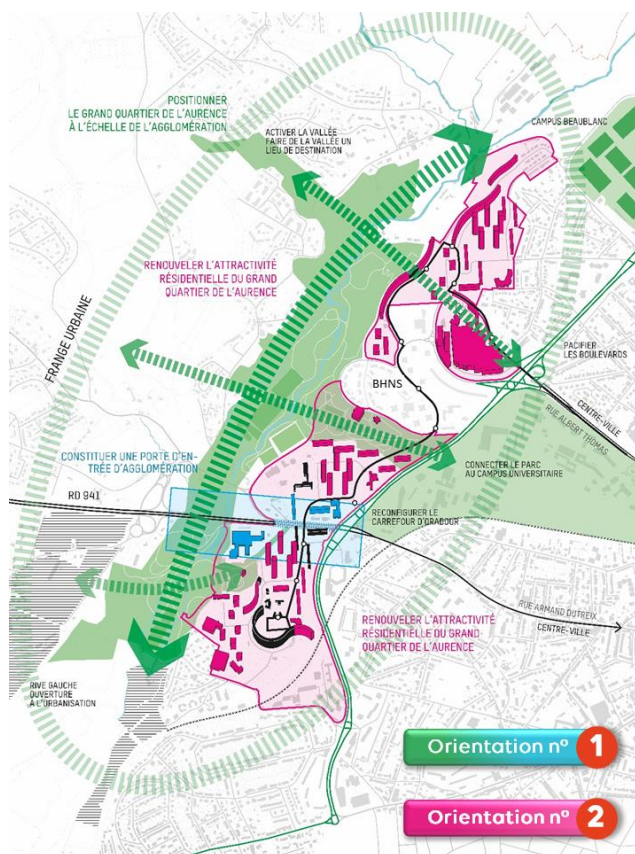 POSITIONNER
LE GRAND QUARTIER DE L'AURENCE
À L'ÉCHELLE DE L'AGGLOMÉRATION
CAMPUS BEAUBLANC
ACTIVER LA VALLÉE
FAIRE DE LA VALLÉE UN
LIEU DE DESTINATION
RENOUVELER L'ATTRACTIVITÉ
RÉSIDENTIELLE DU GRAND
QUARTIER DE L'AURENCE
FRANGE URBAINE
PACIFIER
LES BOULEVARDS
BHNS
CENTRE-VILLE
RUE ALBERT THOMAS
CONSTITUER UNE PORTE D'EN-
TRÉE D'AGGLOMÉRATION
CONNECTER LE PARC
AU CAMPUS UNIVERSITAIRE
RD 941
RECONFIGURER LE
CARREFOUR D'ORADOUR
RUE ARMAND DUTREIX
CENTRE-VILLE
RENOUVELER L'ATTRACTIVITÉ
RÉSIDENTIELLE DU GRAND
QUARTIER DE L'AURENCE
RIVE GAUCHE
OUVERTURE
À L'URBANISATION
Orientation n° 1
Orientation n° 2